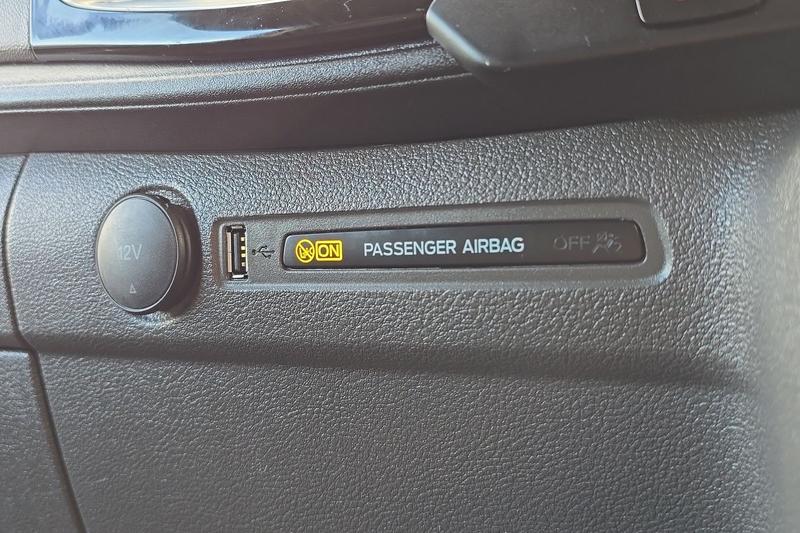 12V
ON PASSENGER AIRBAG OFF